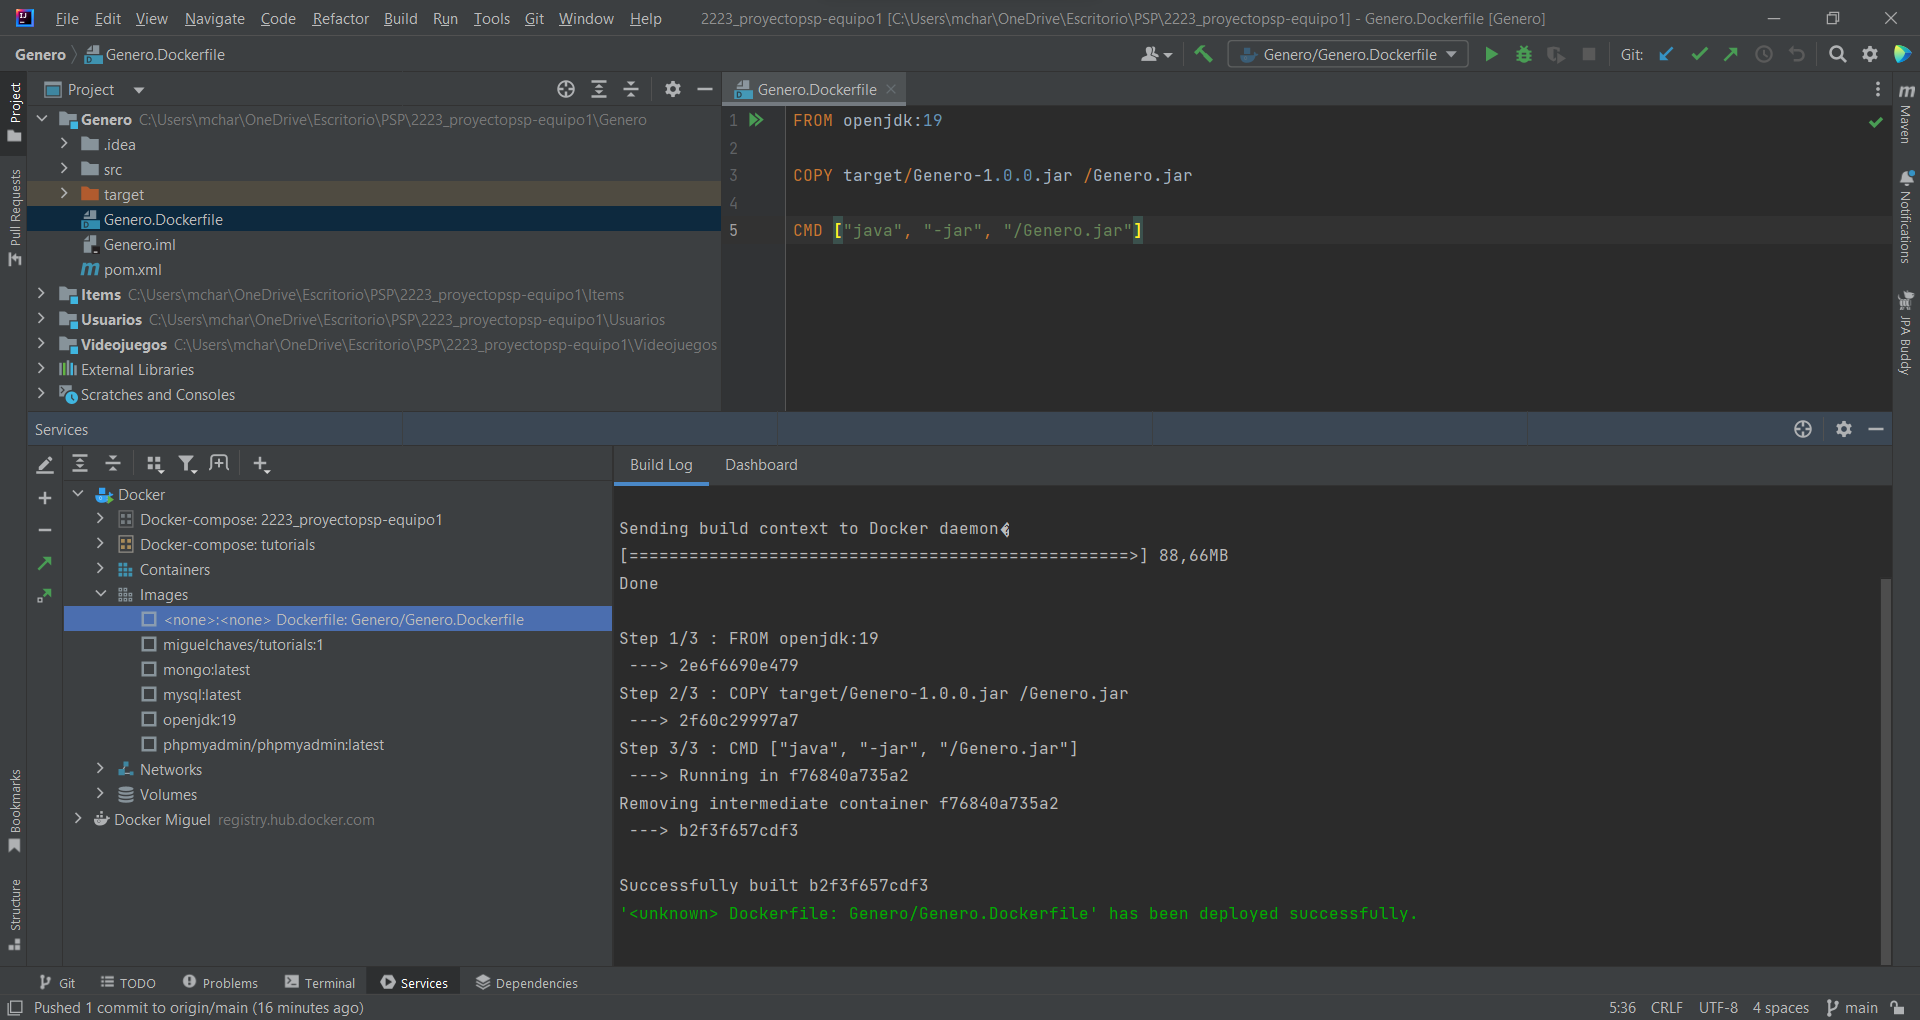 File Edit View Navigate Code Refactor Build Run Tools Git Window Help 2223_proyectopsp-equipo1 [C:\Users\mchar\OneDrive\Escritorio\PSP\2223_proyectopsp-equipo1] - Genero.Dockerfile [Genero]
Genero Genero.Dockerfile Genero/Genero.Dockerfile Git:
Project
Genero.Dockerfile
Genero C:\Users\mchar\OneDrive\Escritorio\PSP\2223_proyectopsp-equipo1\Genero
.idea
src
target
Genero.Dockerfile
Genero.iml
pom.xml
Items C:\Users\mchar\OneDrive\Escritorio\PSP\2223_proyectopsp-equipo1\Items
Usuarios C:\Users\mchar\OneDrive\Escritorio\PSP\2223_proyectopsp-equipo1\Usuarios
Videojuegos C:\Users\mchar\OneDrive\Escritorio\PSP\2223_proyectopsp-equipo1\Videojuegos
External Libraries
Scratches and Consoles
1 FROM openjdk:19
2
3 COPY target/Genero-1.0.0.jar /Genero.jar
4
5 CMD ["java", "-jar", "/Genero.jar"]
Project
Pull Requests
Bookmarks
Structure
Maven
Notifications
JPA Buddy
Services
Docker
Docker-compose: 2223_proyectopsp-equipo1
Docker-compose: tutorials
Containers
Images
<none>:<none> Dockerfile: Genero/Genero.Dockerfile
miguelchaves/tutorials:1
mongo:latest
mysql:latest
openjdk:19
phpmyadmin/phpmyadmin:latest
Networks
Volumes
Docker Miguel registry.hub.docker.com
Build Log Dashboard
Sending build context to Docker daemon�
[==================================================>] 88,66MB
Done
Step 1/3 : FROM openjdk:19
---> 2e6f6690e479
Step 2/3 : COPY target/Genero-1.0.0.jar /Genero.jar
---> 2f60c29997a7
Step 3/3 : CMD ["java", "-jar", "/Genero.jar"]
---> Running in f76840a735a2
Removing intermediate container f76840a735a2
---> b2f3f657cdf3
Successfully built b2f3f657cdf3
'<unknown> Dockerfile: Genero/Genero.Dockerfile' has been deployed successfully.
Git TODO Problems Terminal Services Dependencies
Pushed 1 commit to origin/main (16 minutes ago) 5:36 CRLF UTF-8 4 spaces main